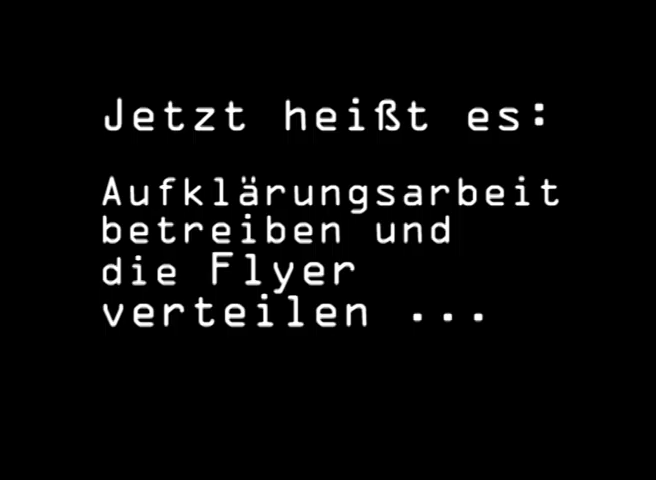 Jetzt heißt es:
Aufklärungsarbeit
betreiben und
die Flyer
verteilen ...